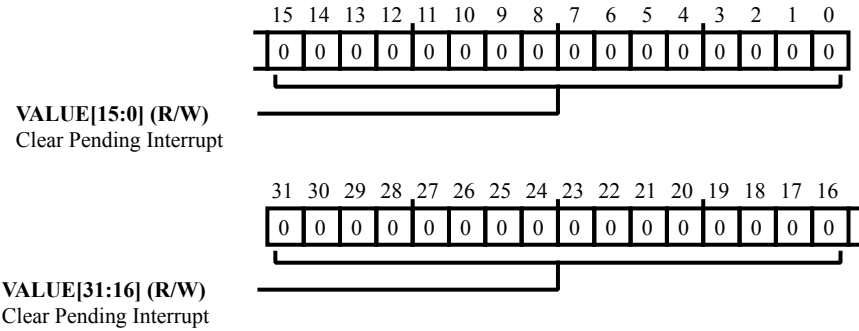 15 14 13 12 11 10 9 8 7 6 5 4 3 2 1 0
0 0 0 0 0 0 0 0 0 0 0 0 0 0 0 0
VALUE[15:0] (R/W)
Clear Pending Interrupt
31 30 29 28 27 26 25 24 23 22 21 20 19 18 17 16
0 0 0 0 0 0 0 0 0 0 0 0 0 0 0 0
VALUE[31:16] (R/W)
Clear Pending Interrupt